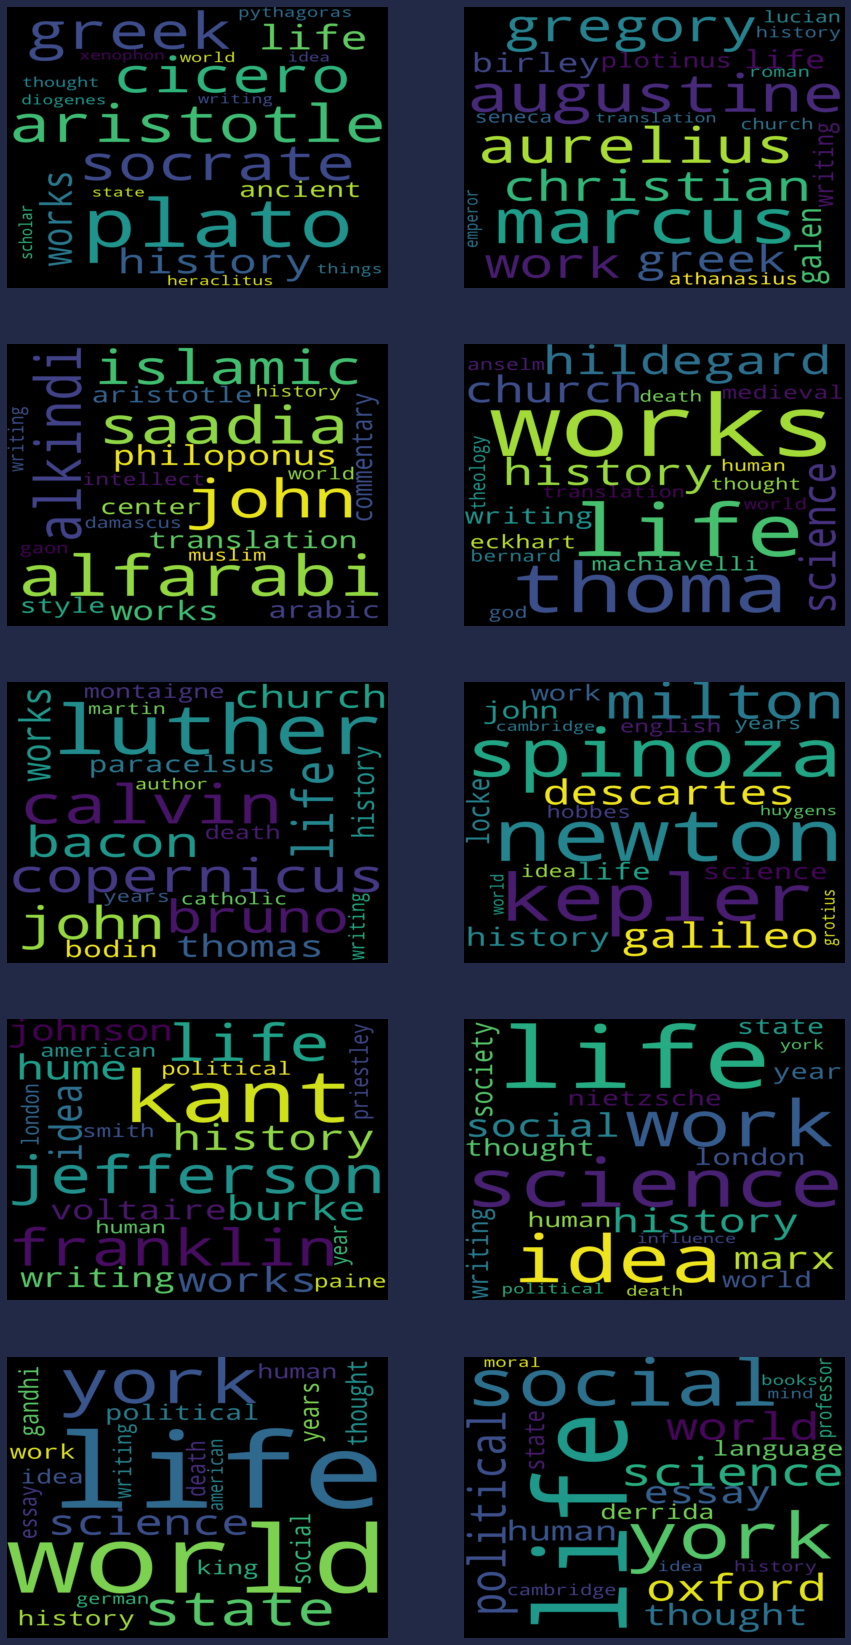 pythagoras
greek
life
xenophon
world
idea
cicero
thought
diogenes
writing
aristotle
socrate
works
state
ancient
scholar
plato
history
things
heraclitus
gregory
lucian
history
birley
plotinus
life
roman
augustine
seneca
translation
church
aurelius
writing
christian
emperor
marcus
galen
work
greek
athanasius
alkindi
islamic
aristotle
history
writing
saadia
commentary
philoponus
intellect
world
center
john
damascus
gaon
translation
muslim
alfarabi
style
works
arabic
anselm
hildegard
church
death
medieval
works
theology
history
human
thought
translation
science
writing
life
world
eckhart
bernard
machiavelli
thoma
god
works
montaigne
church
martin
luther
paracelsus
author
life
history
calvin
death
bacon
copernicus
years
catholic
john
bruno
writing
bodin
thomas
work
milton
john
cambridge
english
years
spinoza
locke
descartes
hobbes
huygens
newton
idea
life
science
world
kepler
grotius
history
galileo
johnson
life
american
priestley
hume
political
london
idea
kant
smith
history
jefferson
voltaire
burke
human
franklin
year
writing
works
paine
society
life
state
york
year
nietzsche
social
work
thought
london
science
writing
human
history
influence
idea
marx
world
political
death
gandhi
york
human
years
thought
political
work
writing
life
death
american
idea
essay
science
social
world
king
german
history
state
moral
social
books
mind
professor
political
state
life
world
language
science
essay
derrida
human
york
idea
history
cambridge
oxford
thought